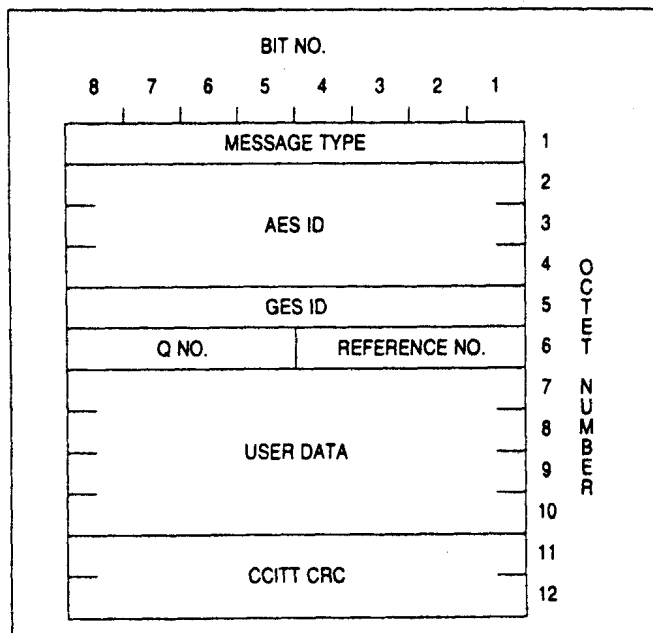 BIT NO.
8 7 6 5 4 3 2 1
MESSAGE TYPE 1
2
AES ID 3
4
GES ID 5
Q NO. REFERENCE NO. 6
7
8
USER DATA 9
10
11
CCITT CRC 12
OCTET NUMBER